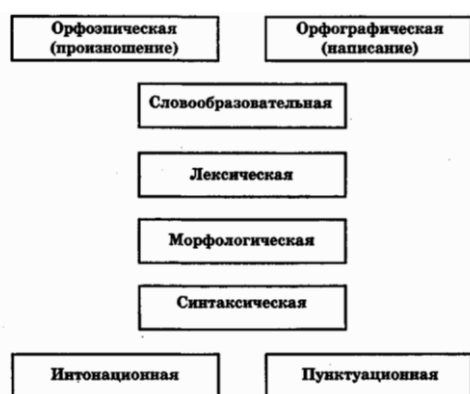 Орфоэпическая
(произношение)
Орфографическая
(написание)
Словообразовательная
Лексическая
Морфологическая
Синтаксическая
Интонационная
Пунктуационная